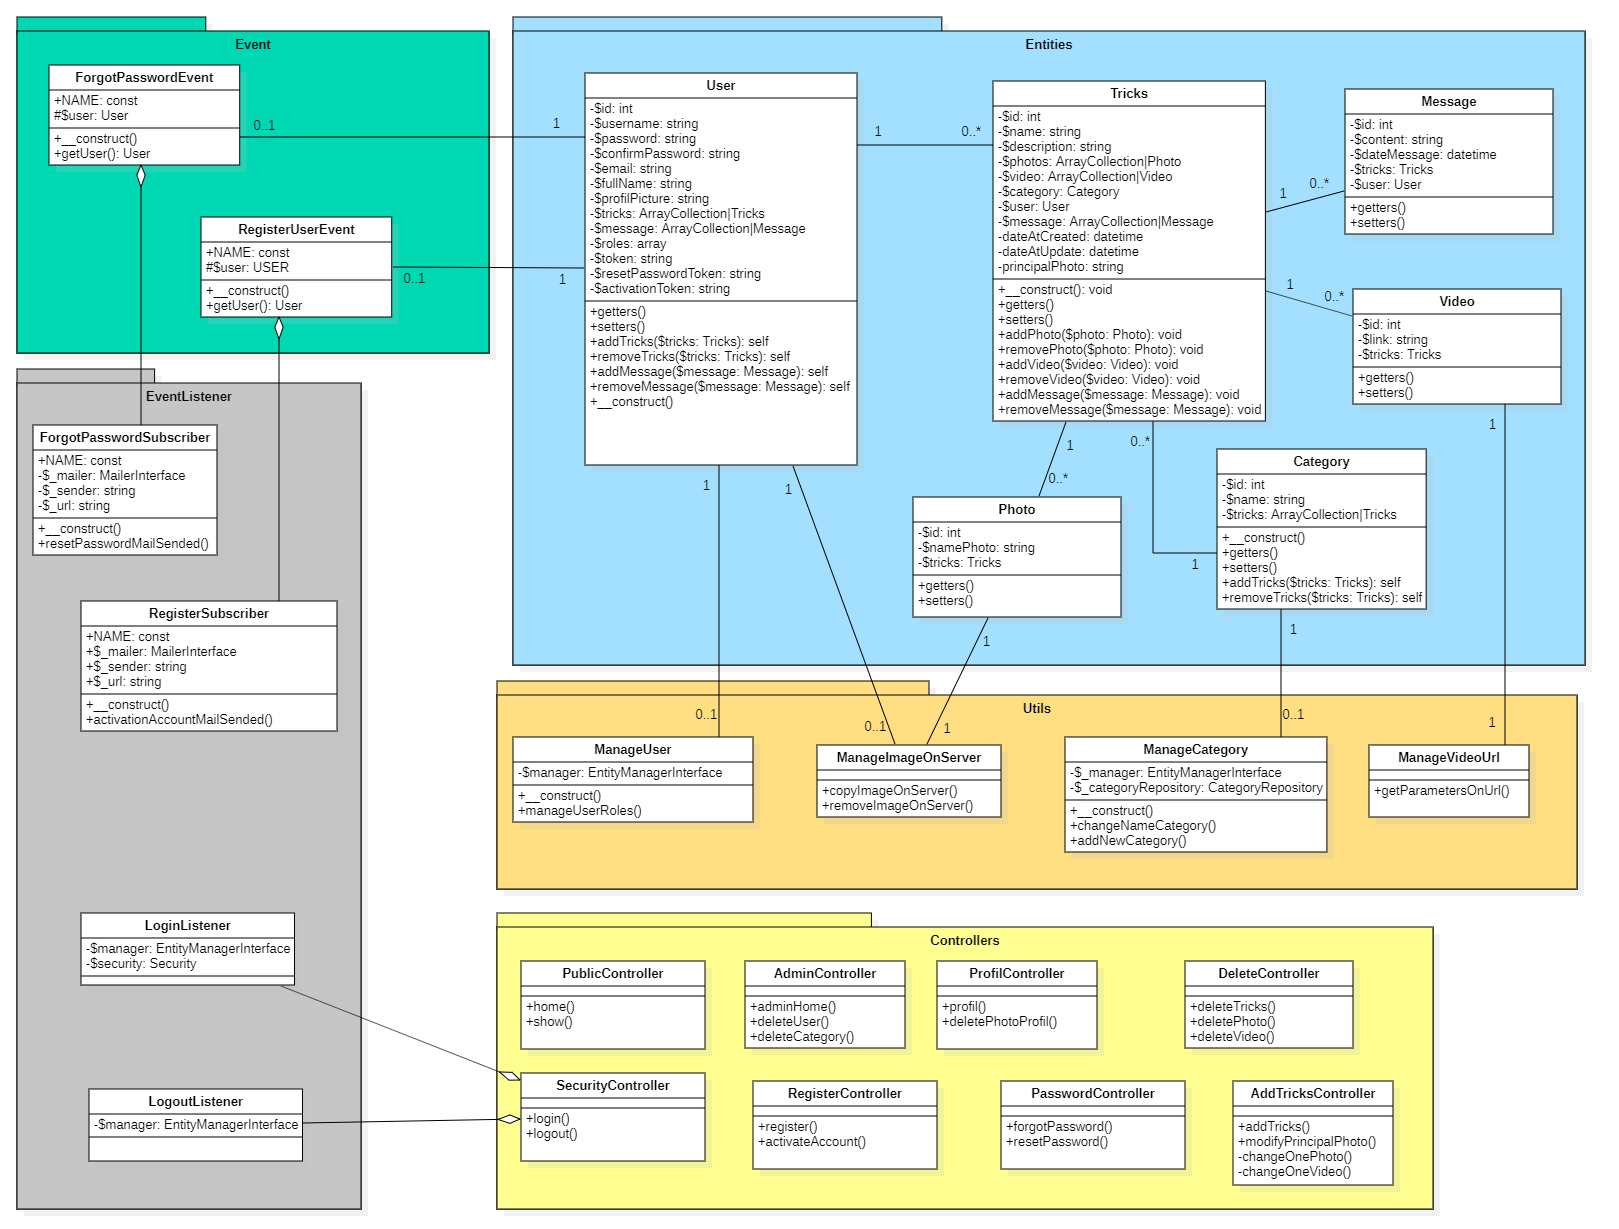 Event
ForgotPasswordEvent
+NAME: const
#$user: User
+__construct()
+getUser(): User
0..1
1
RegisterUserEvent
+NAME: const
#$user: USER
+__construct()
+getUser(): User
0..1
1
EventListener
ForgotPasswordSubscriber
+NAME: const
-$_mailer: MailerInterface
-$_sender: string
-$_url: string
+__construct()
+resetPasswordMailSended()
RegisterSubscriber
+NAME: const
+$_mailer: MailerInterface
+$_sender: string
+$_url: string
+__construct()
+activationAccountMailSended()
LoginListener
-$manager: EntityManagerInterface
-$security: Security
LogoutListener
-$manager: EntityManagerInterface
Entities
User
-$id: int
-$username: string
-$password: string
-$confirmPassword: string
-$email: string
-$fullName: string
-$profilPicture: string
-$tricks: ArrayCollection|Tricks
-$message: ArrayCollection|Message
-$roles: array
-$token: string
-$resetPasswordToken: string
-$activationToken: string
+getters()
+setters()
+addTricks($tricks: Tricks): self
+removeTricks($tricks: Tricks): self
+addMessage($message: Message): self
+removeMessage($message: Message): self
+__construct()
1
0..*
Tricks
-$id: int
-$name: string
-$description: string
-$photos: ArrayCollection|Photo
-$video: ArrayCollection|Video
-$category: Category
-$user: User
-$message: ArrayCollection|Message
-dateAtCreated: datetime
-dateAtUpdate: datetime
-principalPhoto: string
+__construct(): void
+getters()
+setters()
+addPhoto($photo: Photo): void
+removePhoto($photo: Photo): void
+addVideo($video: Video): void
+removeVideo($video: Video): void
+addMessage($message: Message): void
+removeMessage($message: Message): void
1
0..*
Message
-$id: int
-$content: string
-$dateMessage: datetime
-$tricks: Tricks
-$user: User
+getters()
+setters()
1
0..*
Video
-$id: int
-$link: string
-$tricks: Tricks
+getters()
+setters()
1
1
0..*
Photo
-$id: int
-$namePhoto: string
-$tricks: Tricks
+getters()
+setters()
1
0..*
1
Category
-$id: int
-$name: string
-$tricks: ArrayCollection|Tricks
+__construct()
+getters()
+setters()
+addTricks($tricks: Tricks): self
+removeTricks($tricks: Tricks): self
1
1
1
Utils
0..1
ManageUser
-$manager: EntityManagerInterface
+__construct()
+manageUserRoles()
0..1
1
ManageImageOnServer
+copyImageOnServer()
+removeImageOnServer()
0..1
ManageCategory
-$_manager: EntityManagerInterface
-$_categoryRepository: CategoryRepository
+__construct()
+changeNameCategory()
+addNewCategory()
1
ManageVideoUrl
+getParametersOnUrl()
Controllers
PublicController
+home()
+show()
AdminController
+adminHome()
+deleteUser()
+deleteCategory()
ProfilController
+profil()
+deletePhotoProfil()
DeleteController
+deleteTricks()
+deletePhoto()
+deleteVideo()
SecurityController
+login()
+logout()
RegisterController
+register()
+activateAccount()
PasswordController
+forgotPassword()
+resetPassword()
AddTricksController
+addTricks()
+modifyPrincipalPhoto()
-changeOnePhoto()
-changeOneVideo()